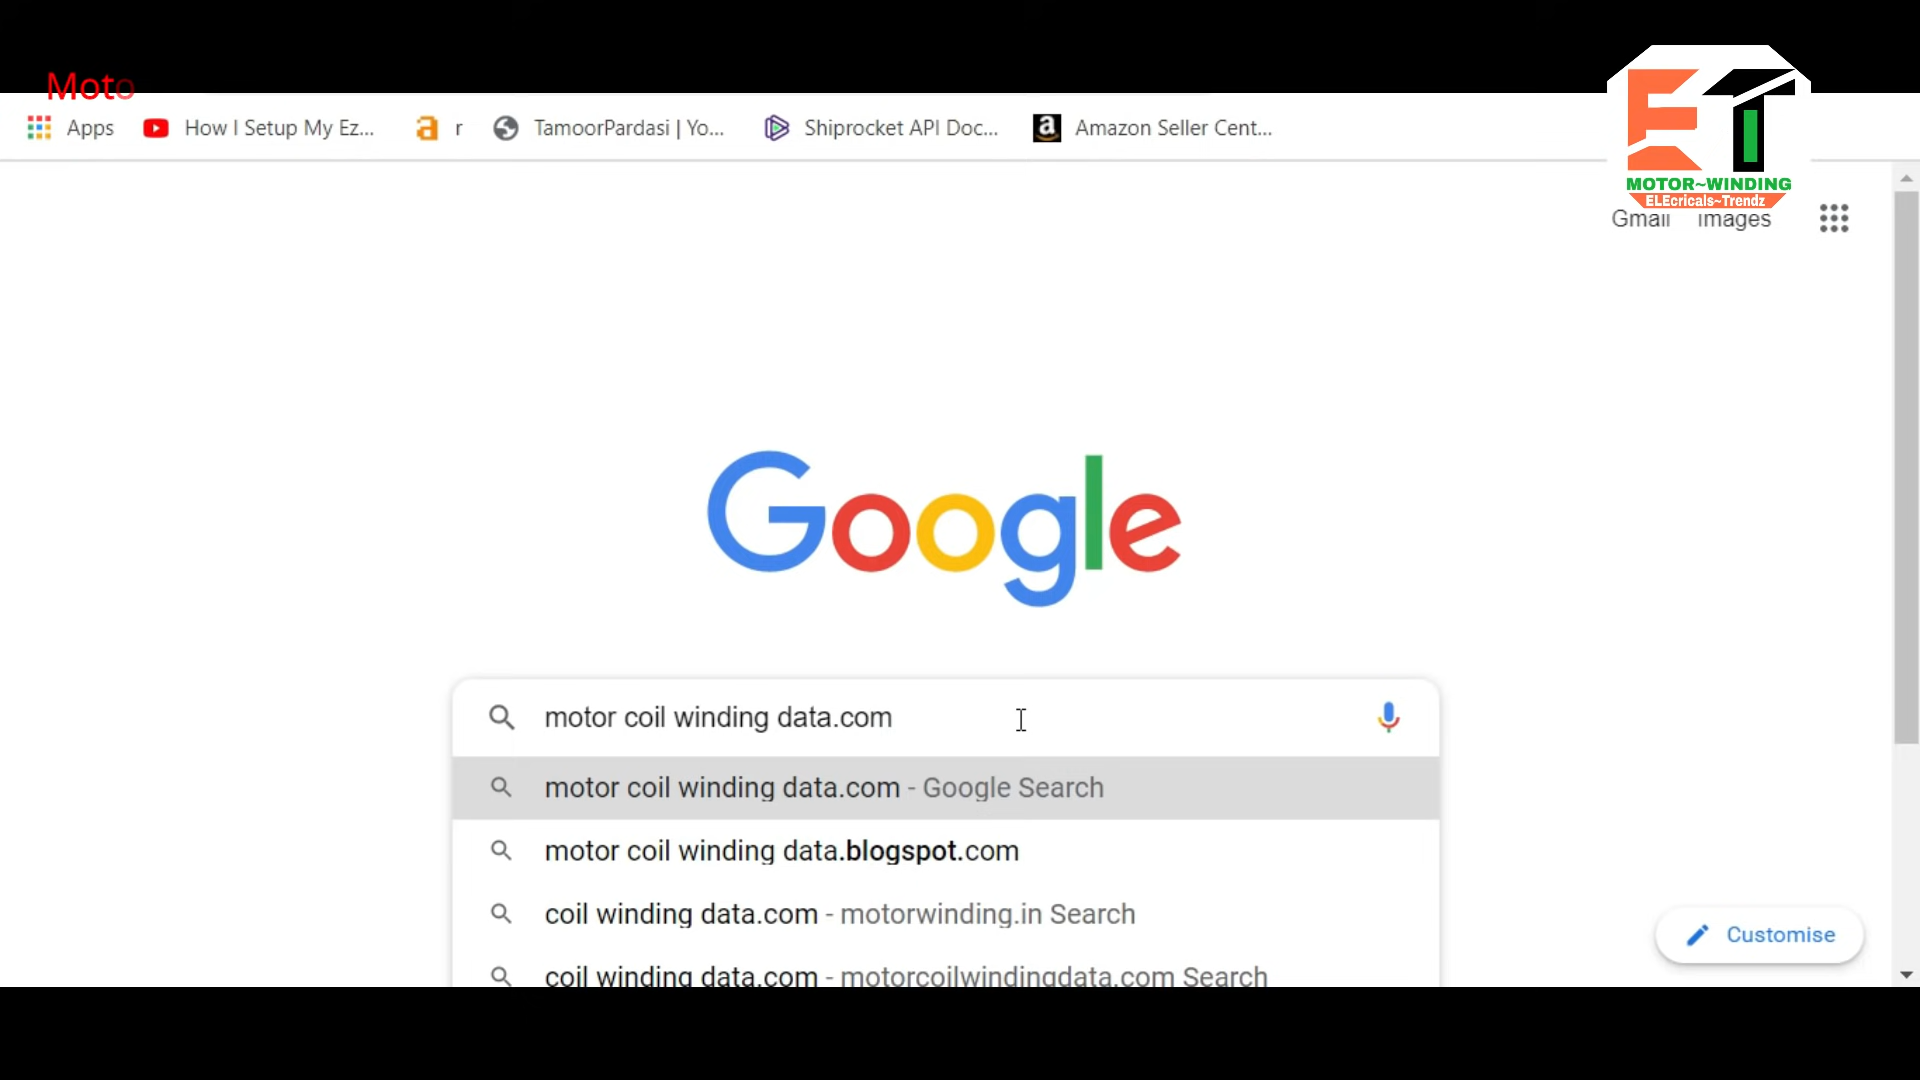 Moto
Apps How I Setup My Ez... r TamoorPardasi | Yo... Shiprocket API Doc... Amazon Seller Cent...
ET
MOTOR~WINDING
ELEcricals~Trendz
Gmail Images
Google
motor coil winding data.com
motor coil winding data.com - Google Search
motor coil winding data.blogspot.com
coil winding data.com - motorwinding.in Search
coil winding data.com - motorcoilwindingdata.com Search
Customise